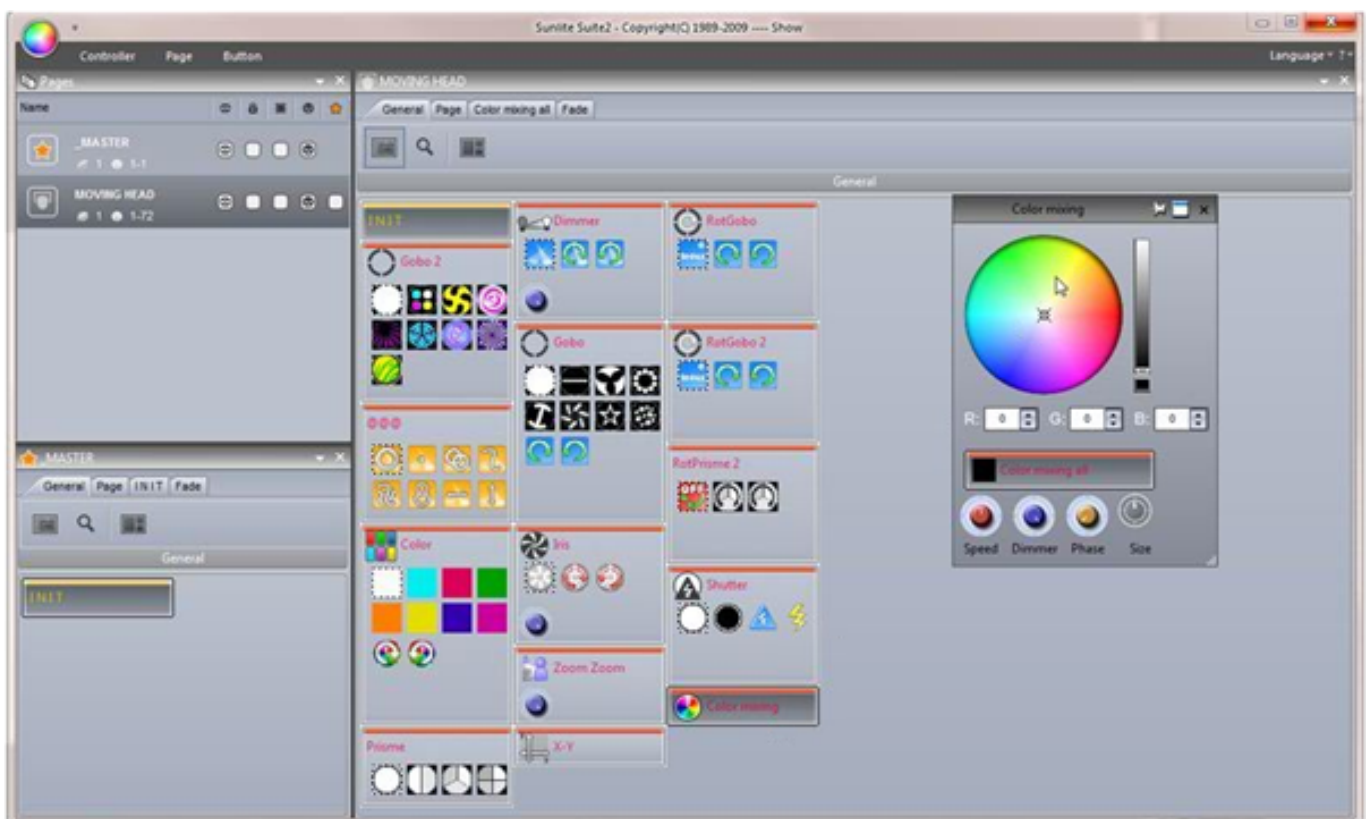 Sunlite Suite2 - Copyright(C) 1989-2009 ---- Show
Controller Page Button
Language ?
Pages
Name
_MASTER
1 1-1
MOVING HEAD
1 1-72
_MASTER
General Page INIT Fade
General
INIT
MOVING HEAD
General Page Color mixing all Fade
General
INIT
Gobo 2
@@@
Color
Prisme
Dimmer
Gobo
Iris
Zoom Zoom
X-Y
RotGobo
RotGobo 2
RotPrisme 2
OFF
Shutter
Color mixing
Color mixing
R: 0 G: 0 B: 0
Color mixing all
Speed Dimmer Phase Size